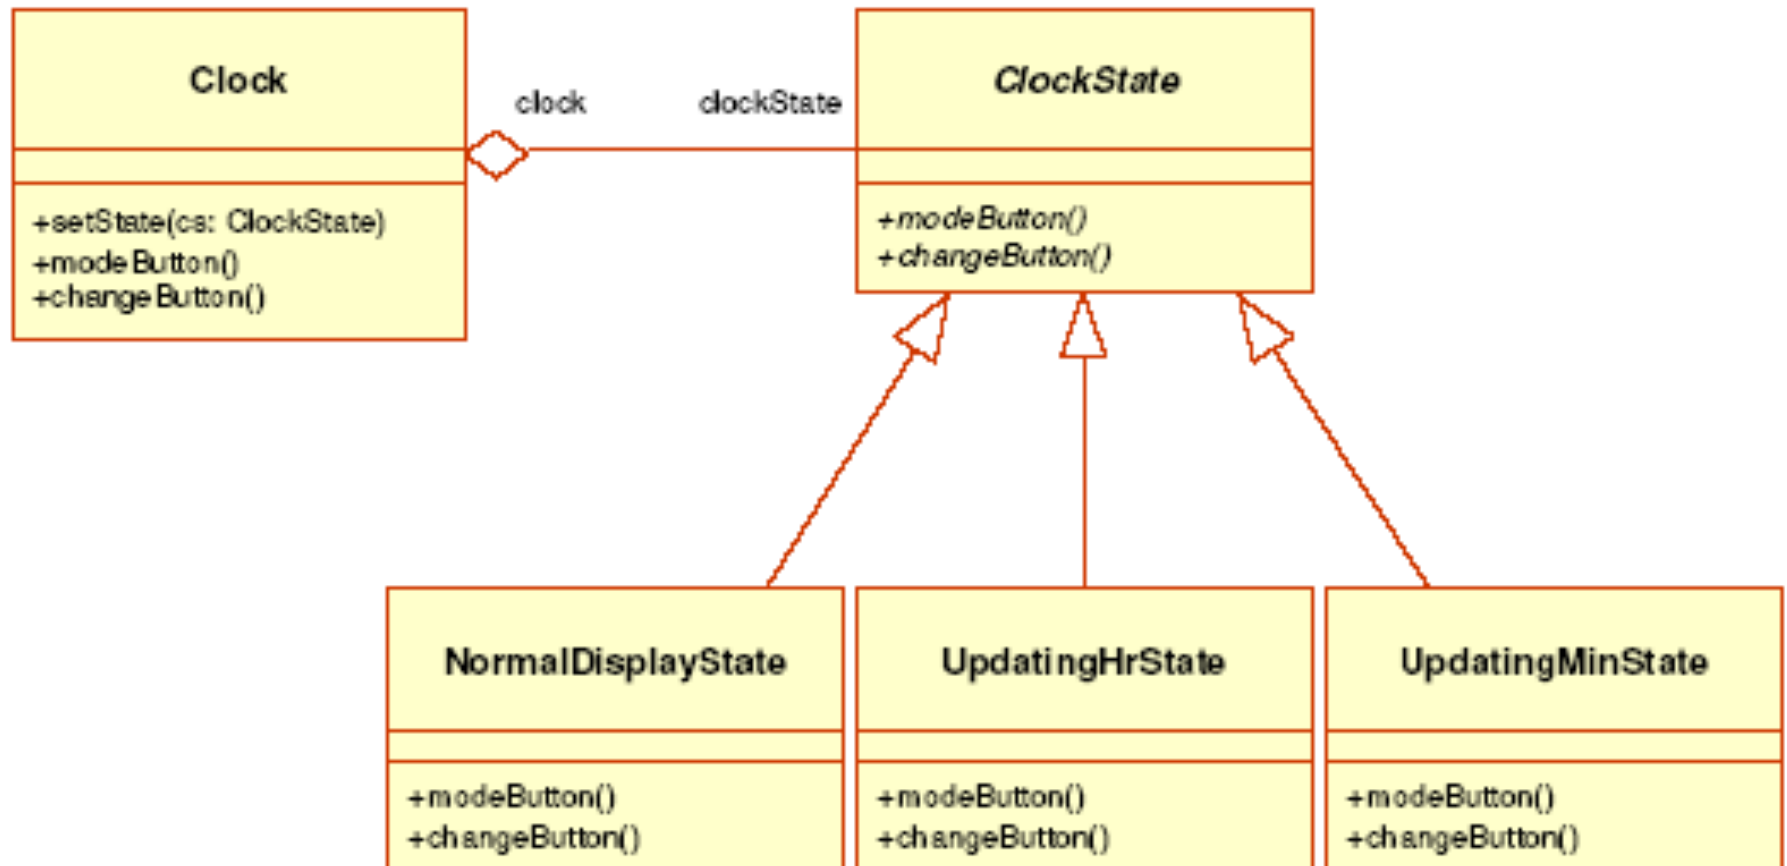 Clock
+setState(cs: ClockState)
+modeButton()
+changeButton()
clock
clockState
ClockState
+modeButton()
+changeButton()
NormalDisplayState
+modeButton()
+changeButton()
UpdatingHrState
+modeButton()
+changeButton()
UpdatingMinState
+modeButton()
+changeButton()